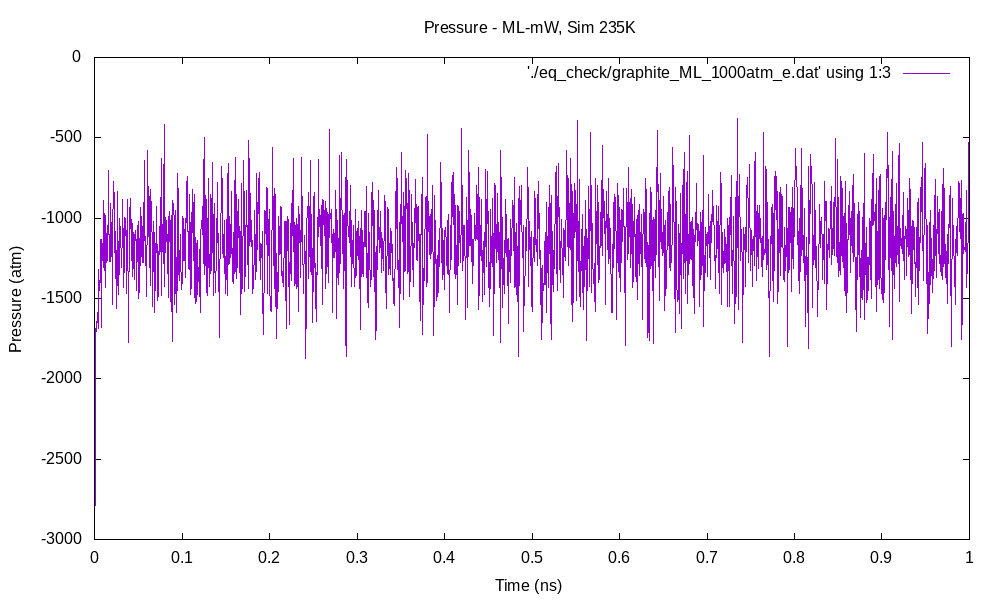 Pressure - ML-mW, Sim 235K
'./eq_check/graphite_ML_1000atm_e.dat' using 1:3
0
-500
-1000
-1500
-2000
-2500
-3000
Pressure (atm)
0 0.1 0.2 0.3 0.4 0.5 0.6 0.7 0.8 0.9 1
Time (ns)